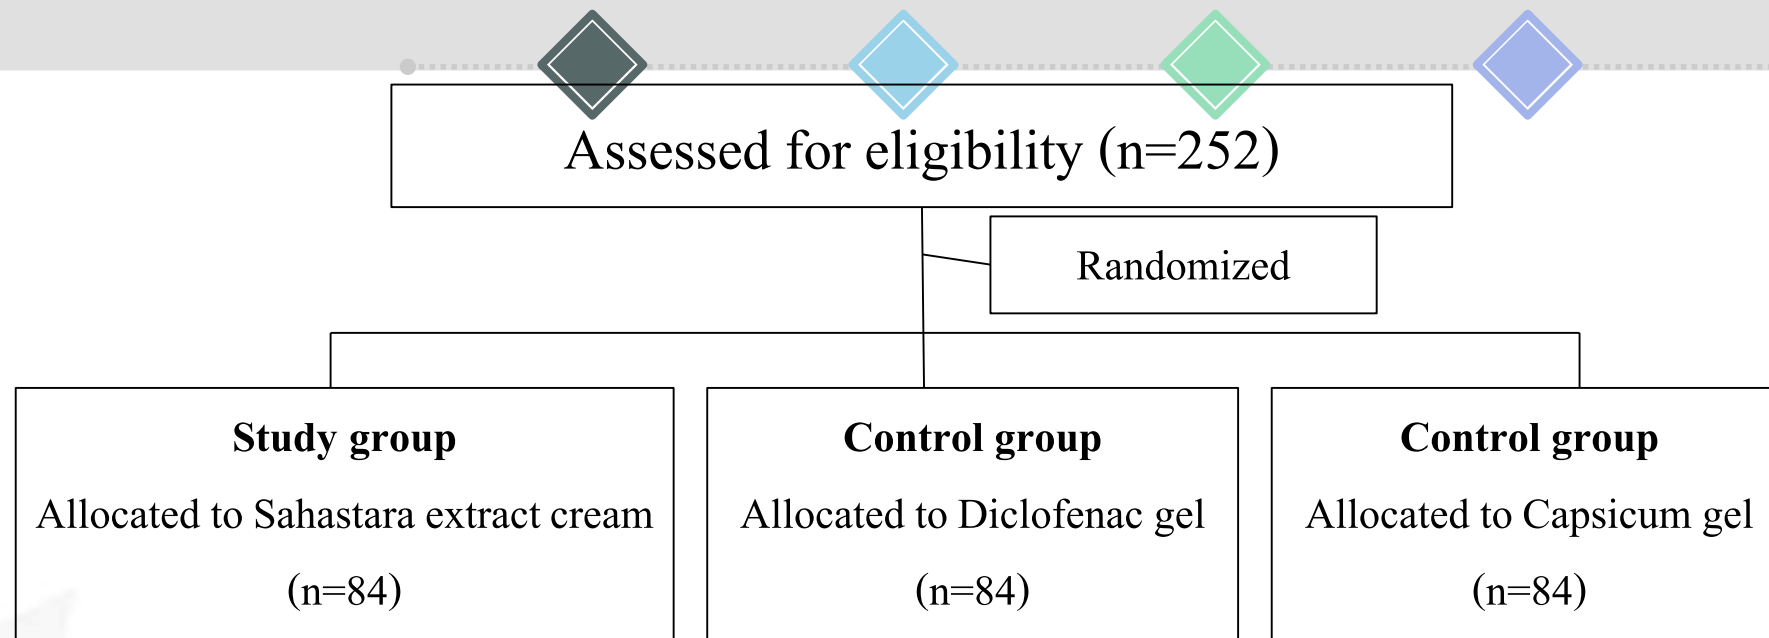 Assessed for eligibility (n=252)
Randomized
Study group
Allocated to Sahastara extract cream
(n=84)
Control group
Allocated to Diclofenac gel
(n=84)
Control group
Allocated to Capsicum gel
(n=84)